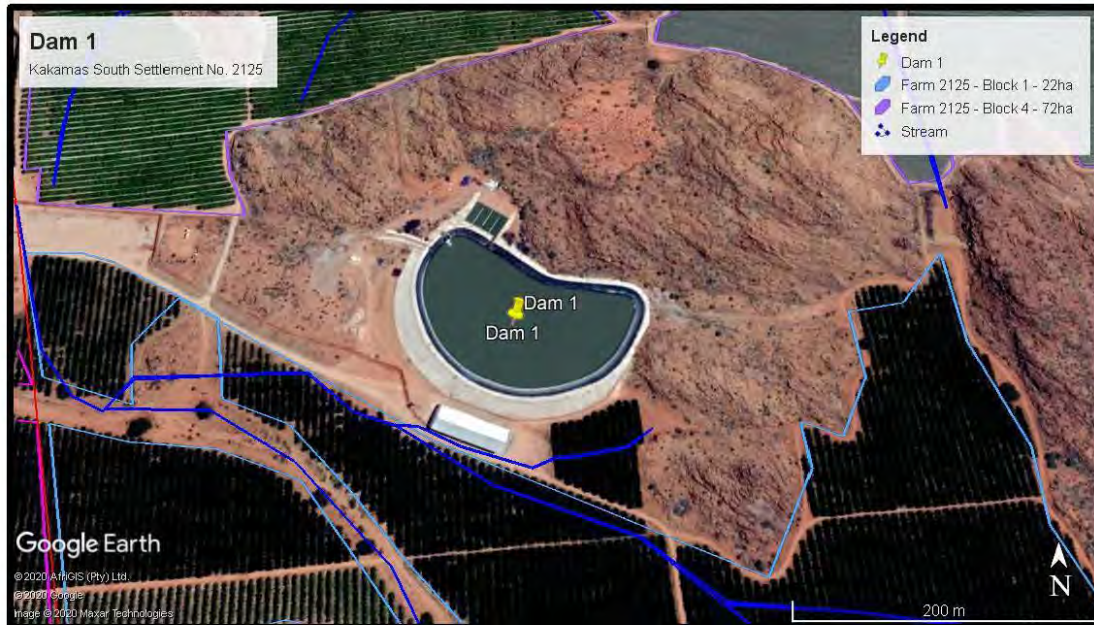 Dam 1
Kakamas South Settlement No. 2125
Legend
Dam 1
Farm 2125 - Block 1 - 22ha
Farm 2125 - Block 4 - 72ha
Stream
Dam 1
Dam 1
Google Earth
© 2020 AfriGIS (Pty) Ltd.
© 2020 Google
Image © 2020 Maxar Technologies
N
200 m